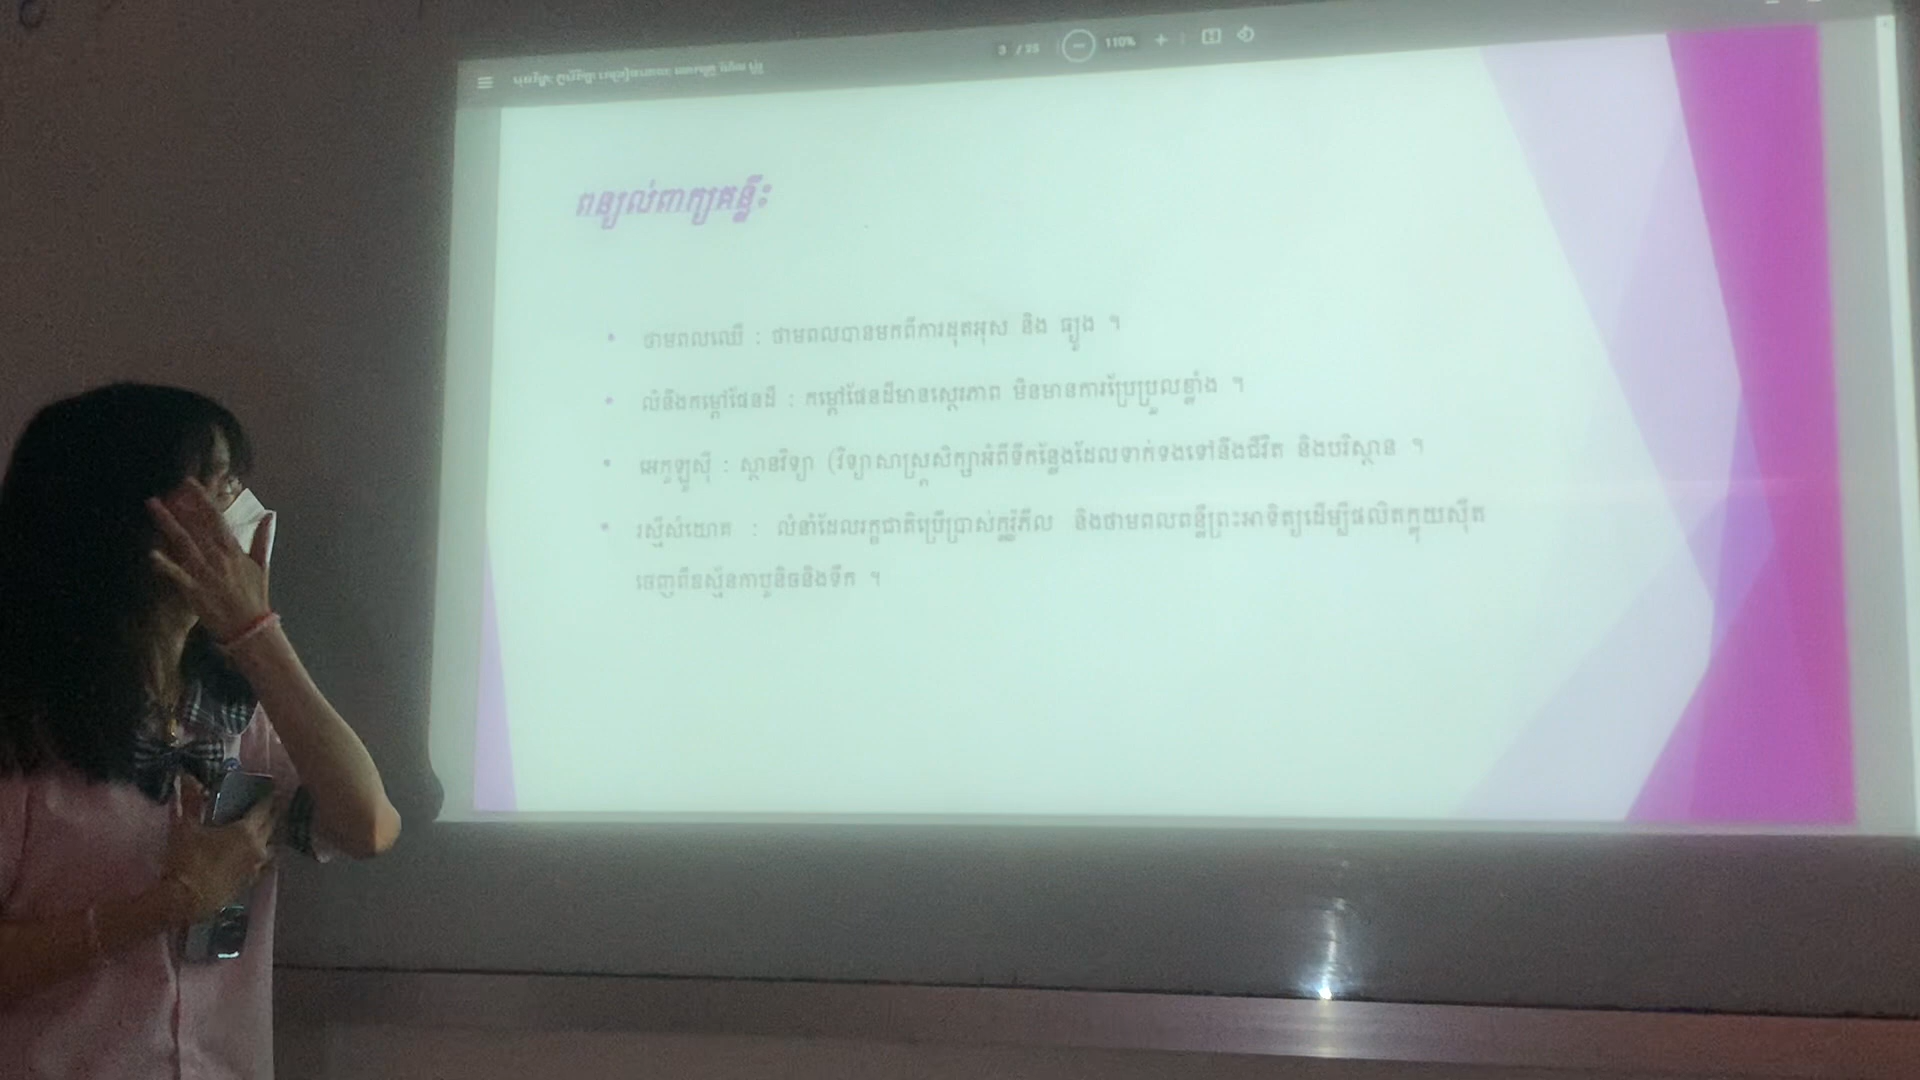 3 / 25 110%
ពន្យល់ពាក្យគន្លឹះ
• ថាមពលឈើ : ថាមពលបានមកពីការដុតអុស និង ធ្យូង ។
• លំនឹងកម្ដៅផែនដី : កម្ដៅផែនដីមានស្ថេរភាព មិនមានការប្រែប្រួលខ្លាំង ។
• អេកូឡូស៊ី : ស្ថានវិទ្យា (វិទ្យាសាស្ត្រសិក្សាអំពីទីកន្លែងដែលទាក់ទងទៅនឹងជីវិត និងបរិស្ថាន ។
• រស្មីសំយោគ : លំនាំដែលរុក្ខជាតិប្រើប្រាស់ក្លរ៉ូភីល និងថាមពលពន្លឺព្រះអាទិត្យដើម្បីផលិតក្លុយស៊ីត
ចេញពីឧស្ម័នកាបូនិចនិងទឹក ។